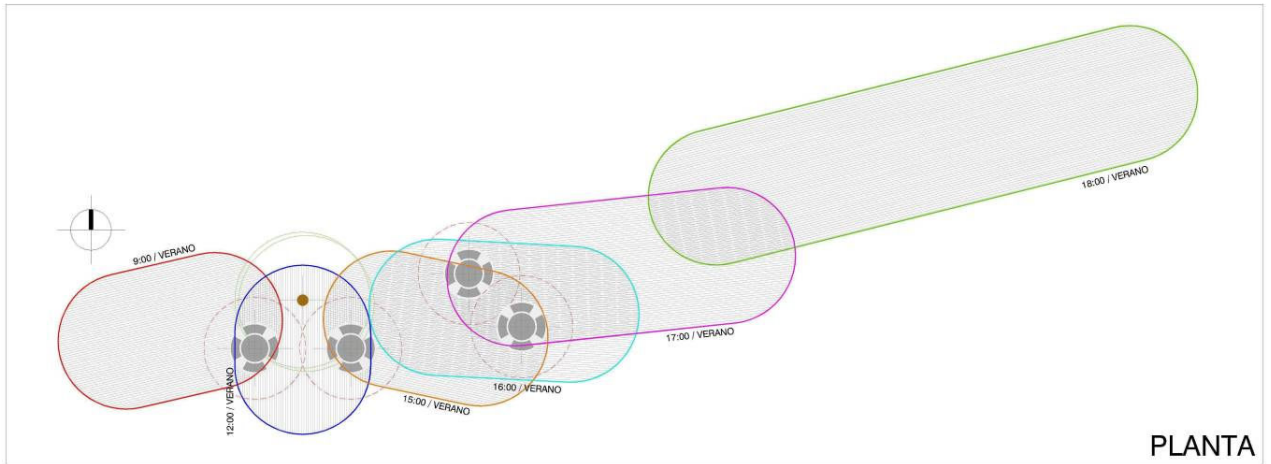 18:00 / VERANO
9:00 / VERANO
17:00 / VERANO
16:00 / VERANO
12:00 / VERANO
15:00 / VERANO
PLANTA